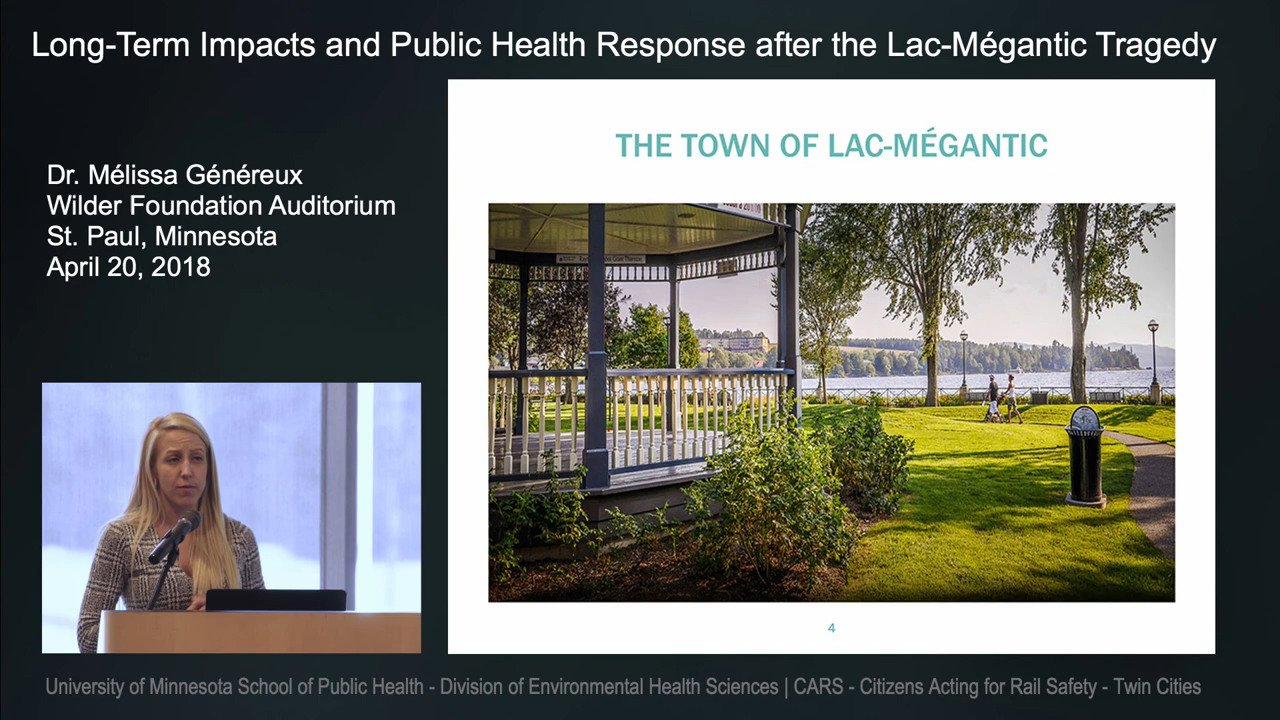 Long-Term Impacts and Public Health Response after the Lac-Mégantic Tragedy
Dr. Mélissa Généreux
Wilder Foundation Auditorium
St. Paul, Minnesota
April 20, 2018
THE TOWN OF LAC-MÉGANTIC
4
University of Minnesota School of Public Health - Division of Environmental Health Sciences | CARS - Citizens Acting for Rail Safety - Twin Cities